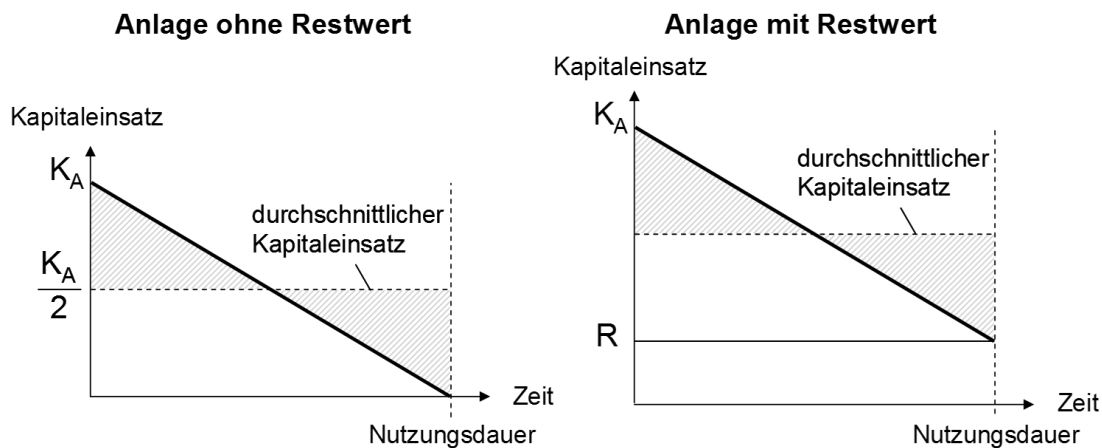 Anlage ohne Restwert
Kapitaleinsatz
K_A
durchschnittlicher
Kapitaleinsatz
K_A
2
Zeit
Nutzungsdauer
Anlage mit Restwert
Kapitaleinsatz
K_A
durchschnittlicher
Kapitaleinsatz
R
Zeit
Nutzungsdauer